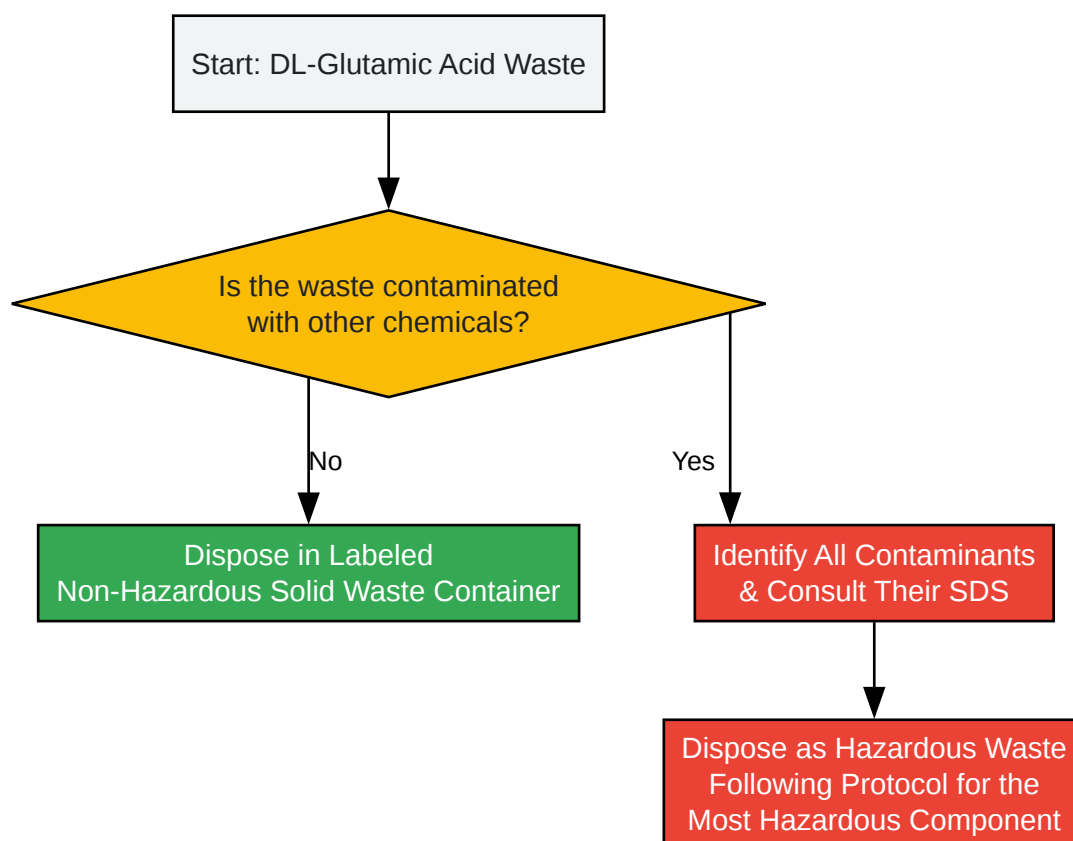 Start: DL-Glutamic Acid Waste
Is the waste contaminated
with other chemicals?
No
Yes
Dispose in Labeled
Non-Hazardous Solid Waste Container
Identify All Contaminants
& Consult Their SDS
Dispose as Hazardous Waste
Following Protocol for the
Most Hazardous Component